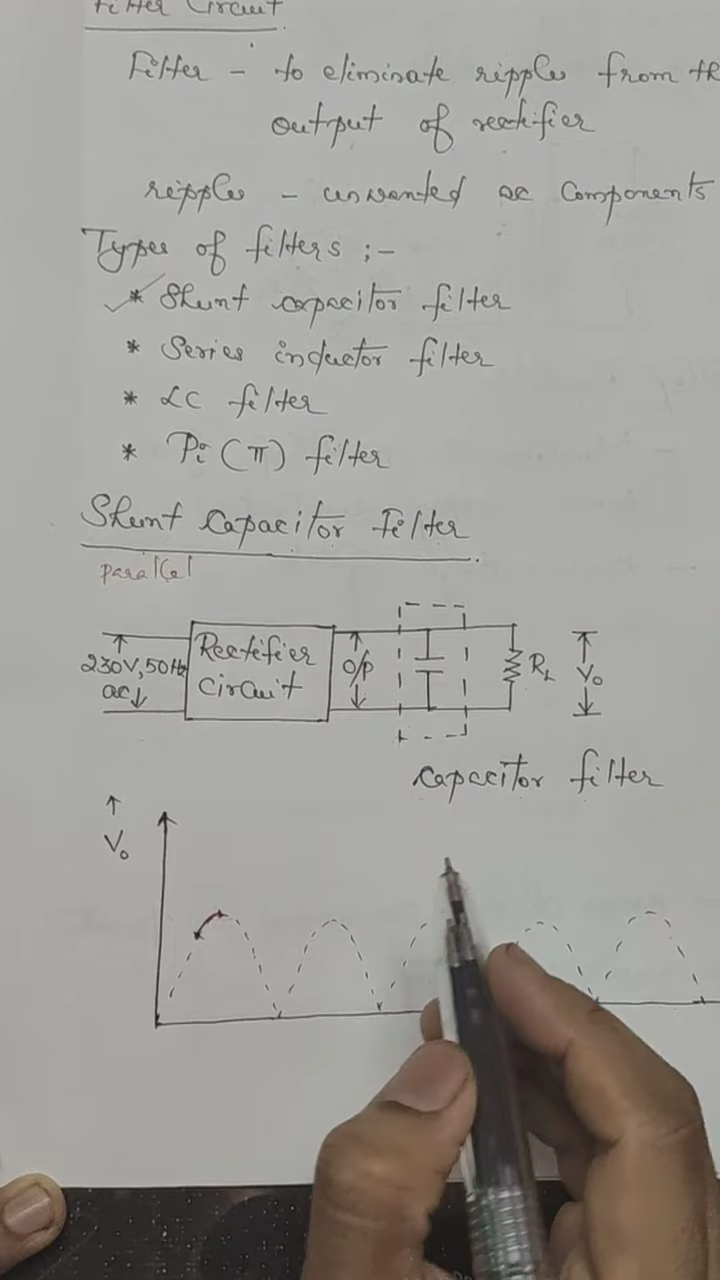 Filter Circuit
Filter - to eliminate ripples from the
output of rectifier
ripples - unwanted ac components
Types of filters :-
* Shunt capacitor filter
* Series inductor filter
* LC filter
* Pi (π) filter
Shunt Capacitor Filter
parallel
230V, 50Hz
ac
Rectifier
Circuit
O/P
RL
Vo
Capacitor filter
Vo